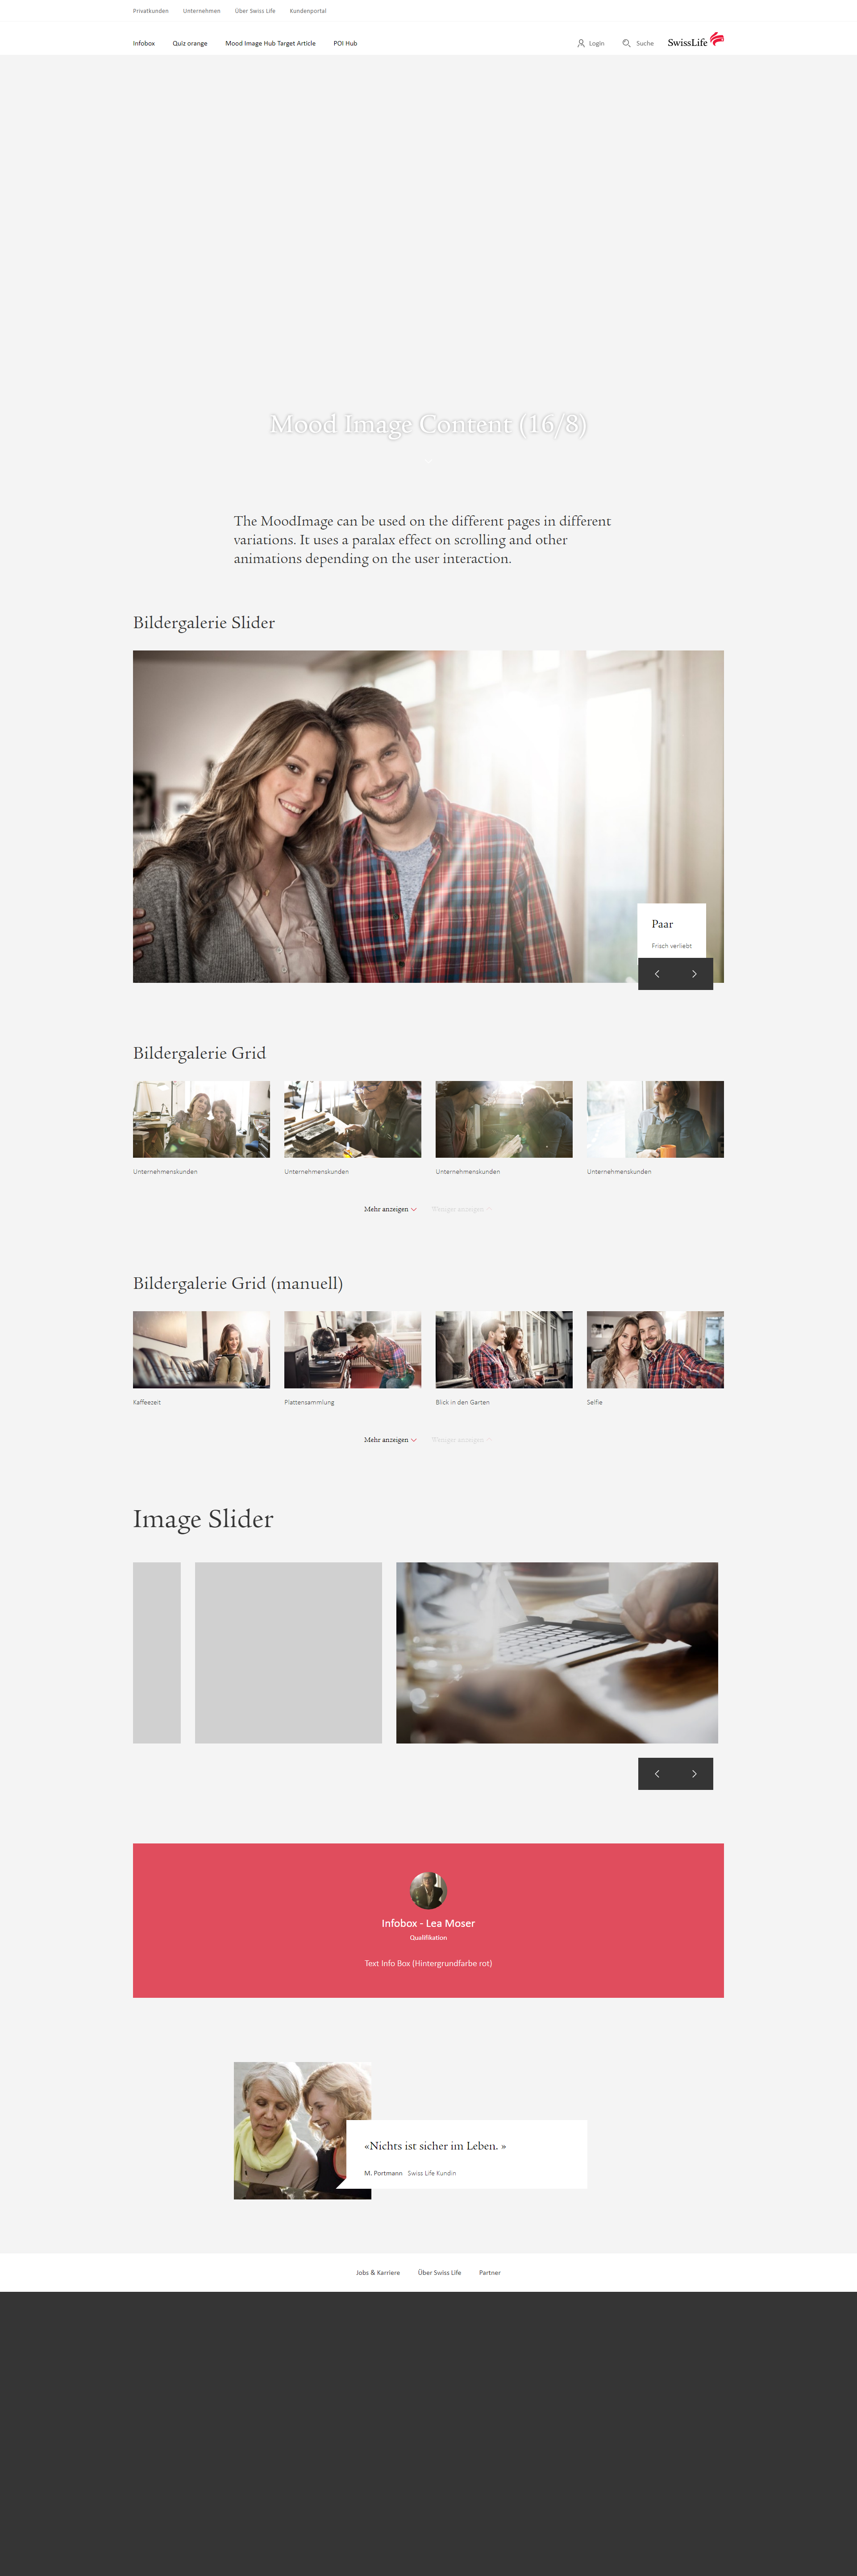 Privatkunden Unternehmen Über Swiss Life Kundenportal
Infobox Quiz orange Mood Image Hub Target Article POI Hub Login Suche SwissLife
Mood Image Content (16/8)
The MoodImage can be used on the different pages in different
variations. It uses a paralax effect on scrolling and other
animations depending on the user interaction.
Bildergalerie Slider
Paar
Frisch verliebt
Bildergalerie Grid
Unternehmenskunden Unternehmenskunden Unternehmenskunden Unternehmenskunden
Mehr anzeigen Weniger anzeigen
Bildergalerie Grid (manuell)
Kaffeezeit Plattensammlung Blick in den Garten Selfie
Mehr anzeigen Weniger anzeigen
Image Slider
Infobox - Lea Moser
Qualifikation
Text Info Box (Hintergrundfarbe rot)
«Nichts ist sicher im Leben. »
M. Portmann Swiss Life Kundin
Jobs & Karriere Über Swiss Life Partner